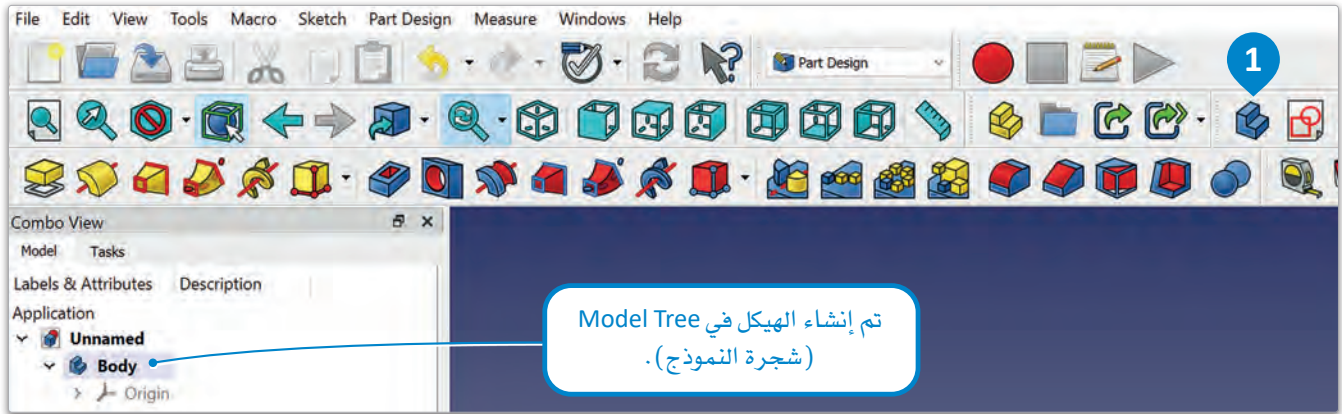 File Edit View Tools Macro Sketch Part Design Measure Windows Help
Part Design
1
Combo View
Model Tasks
Labels & Attributes Description
Application
Unnamed
Body
Origin
تم إنشاء الهيكل في Model Tree
(شجرة النموذج).